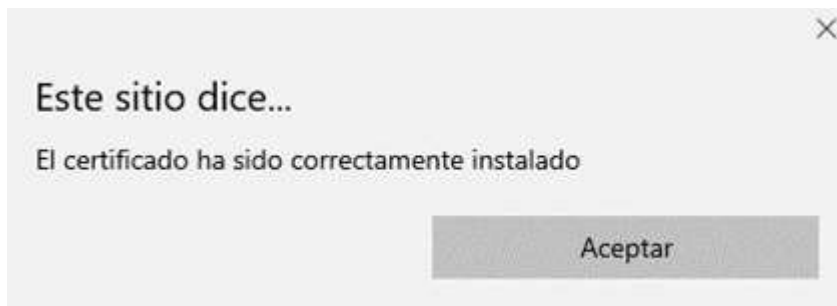 Este sitio dice...
El certificado ha sido correctamente instalado
Aceptar